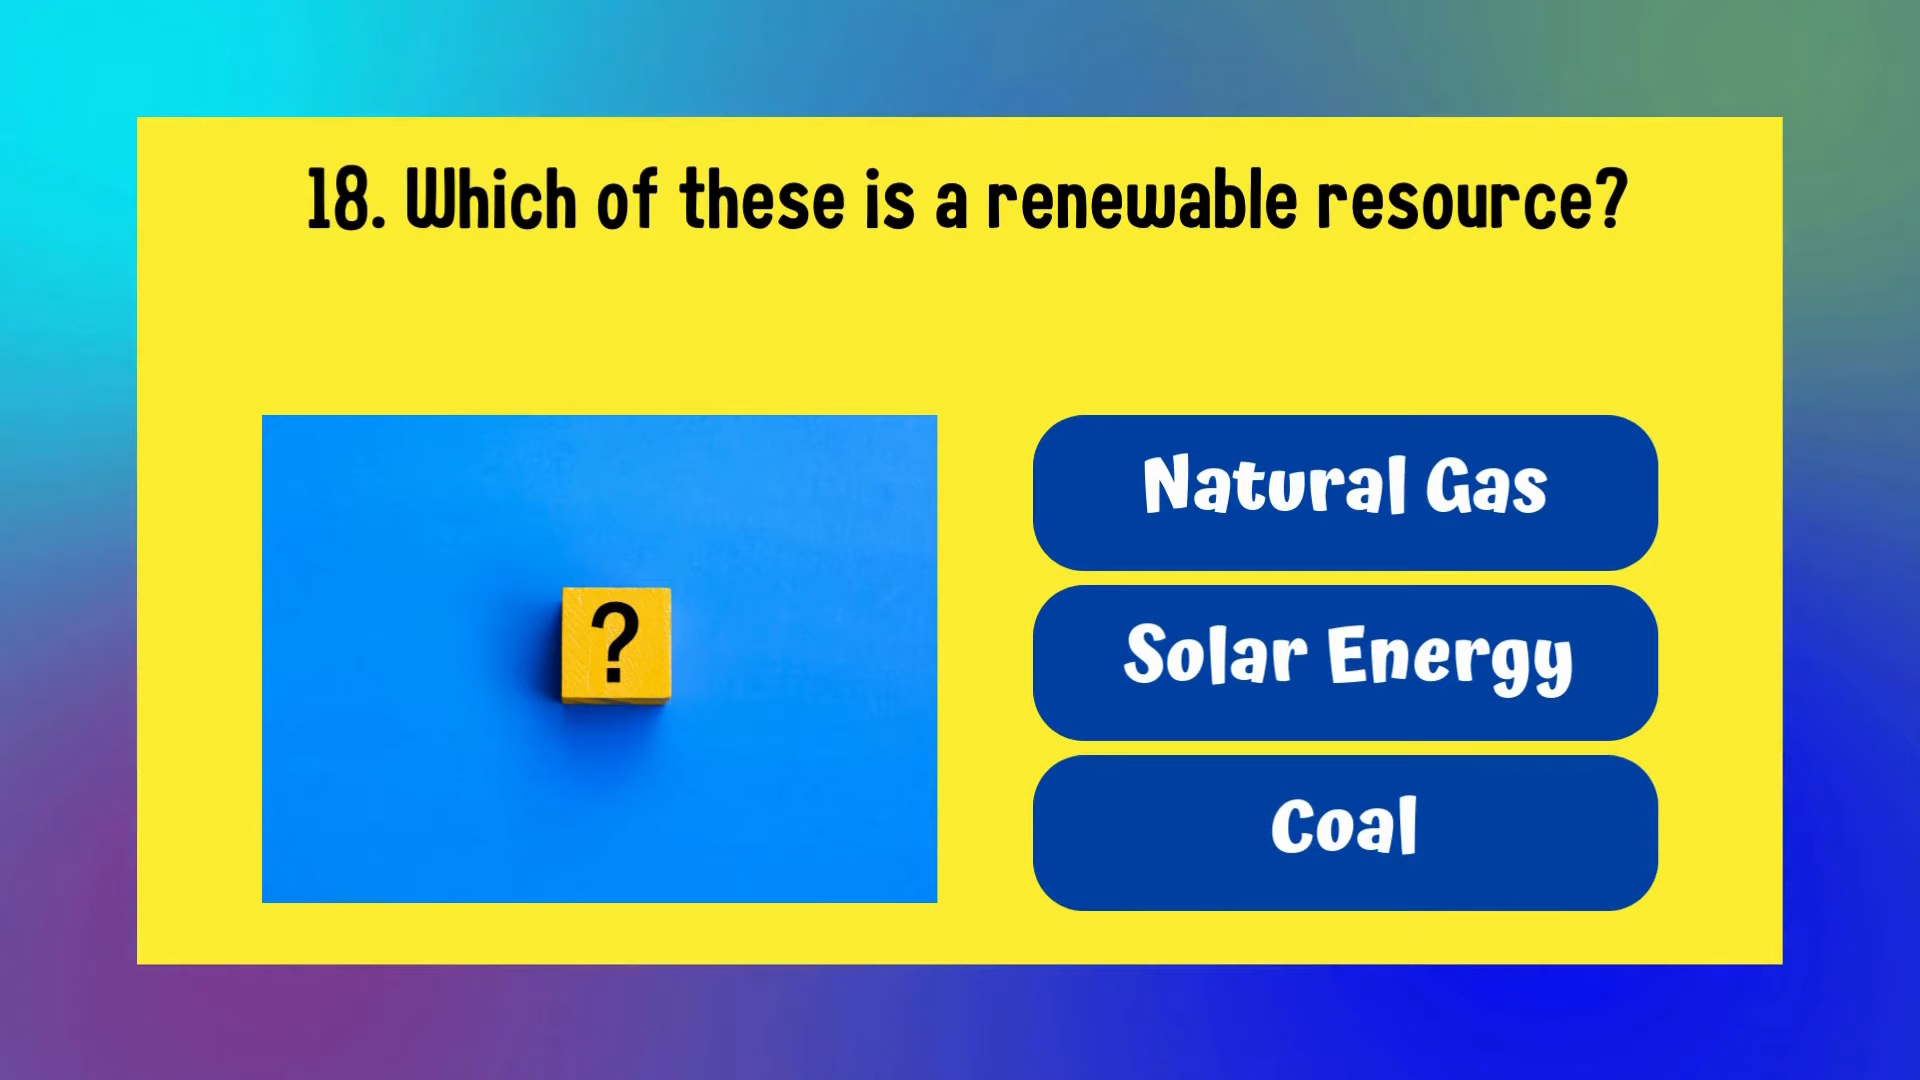 18. Which of these is a renewable resource?
?
Natural Gas
Solar Energy
Coal